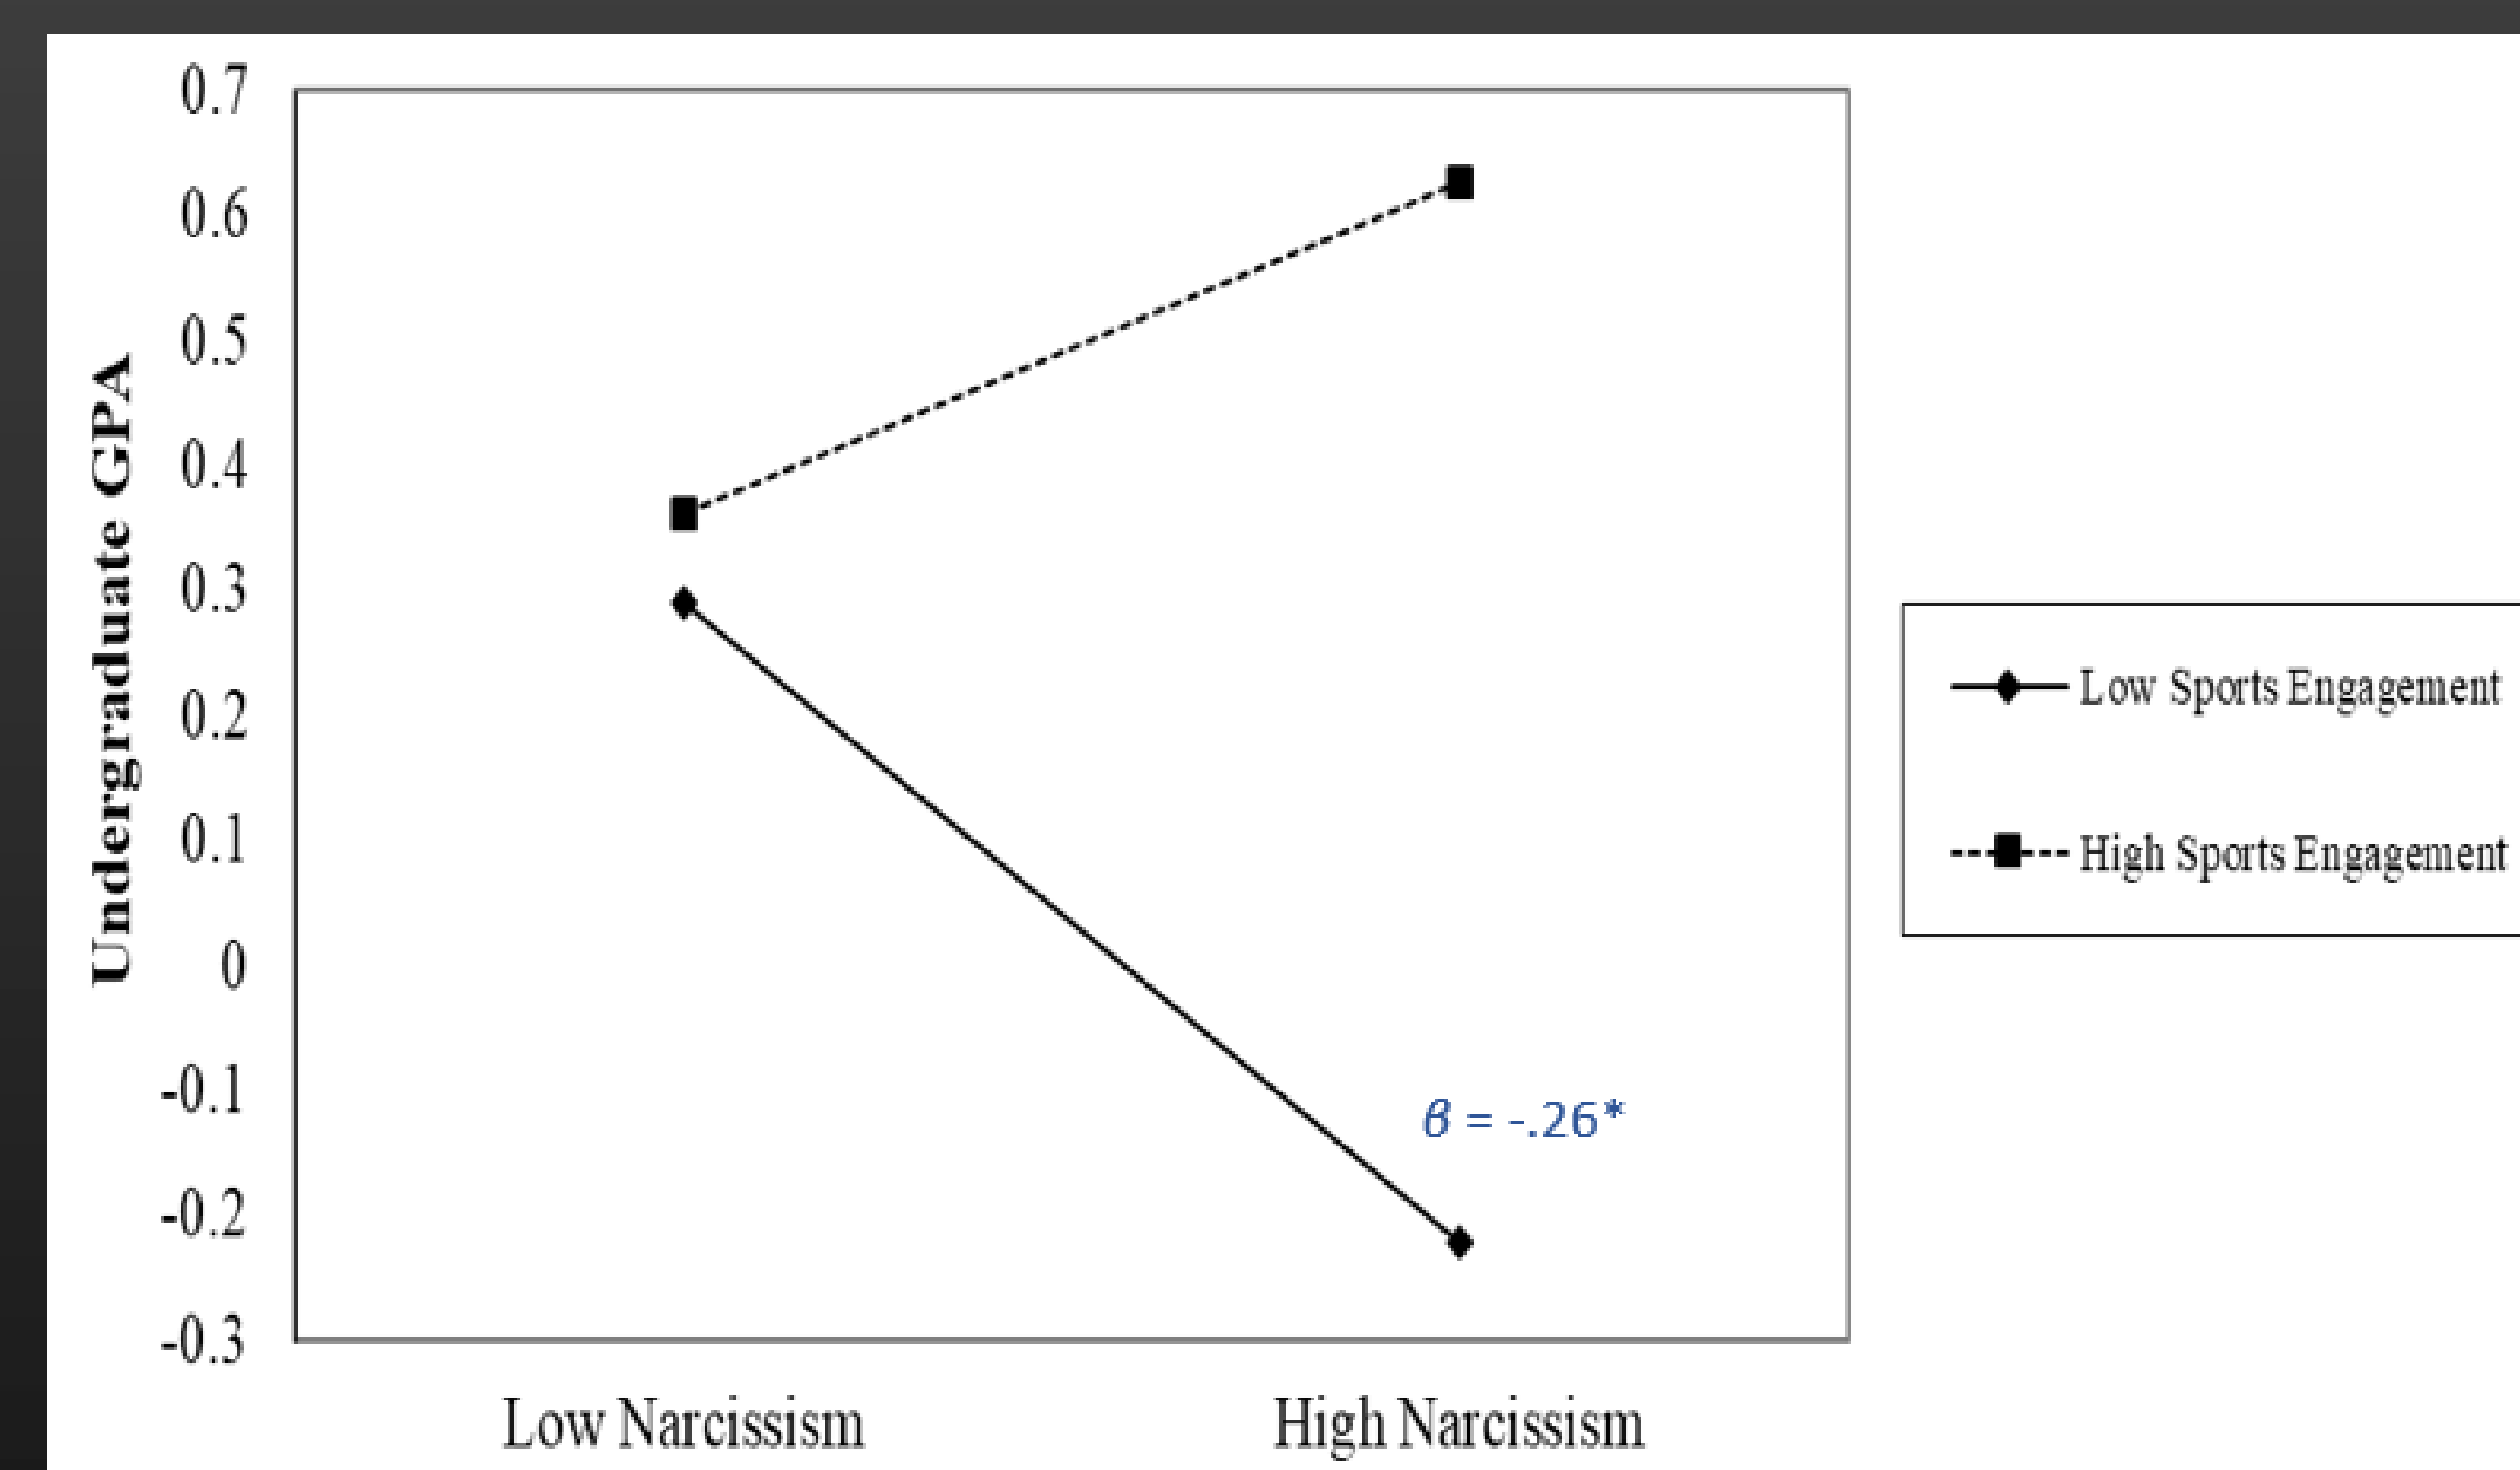 0.7
0.6
0.5
0.4
0.3
0.2
0.1
0
-0.1
-0.2
-0.3
Undergraduate GPA
β = -.26*
Low Narcissism
High Narcissism
Low Sports Engagement
High Sports Engagement